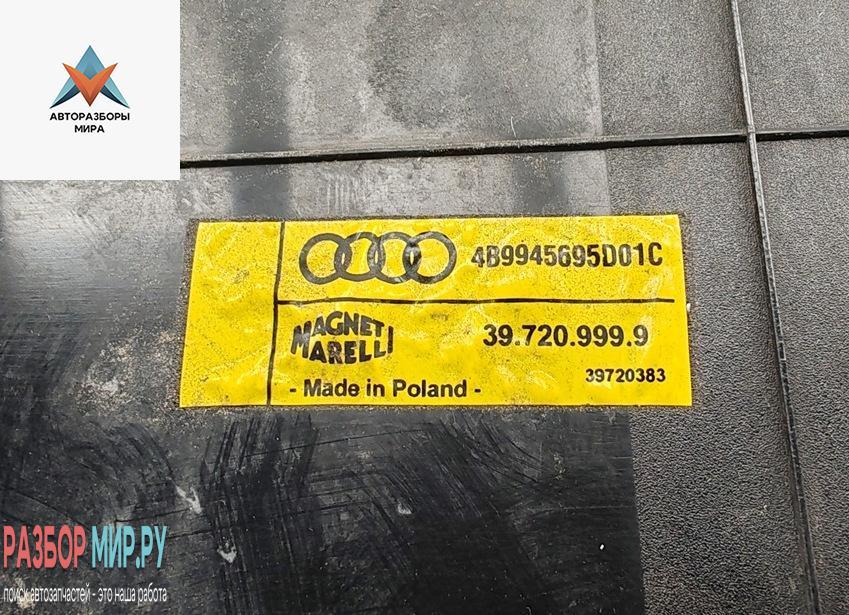 АВТОРАЗБОРЫ
МИРА
4B9945695D01C
MAGNETI
MARELLI
39.720.999.9
39720383
- Made in Poland -
РАЗБОР МИР.РУ
поиск автозапчастей - это наша работа